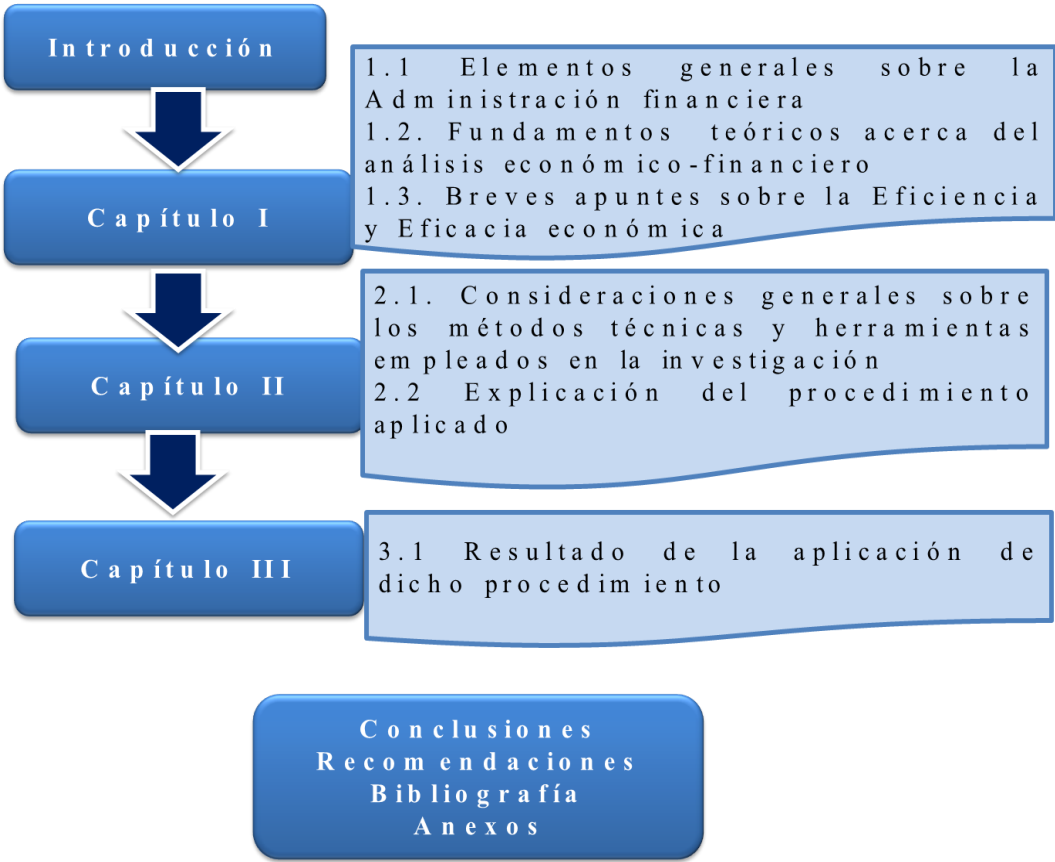 Introducción
1.1 Elementos generales sobre la
Administración financiera
1.2. Fundamentos teóricos acerca del
análisis económico-financiero
1.3. Breves apuntes sobre la Eficiencia
y Eficacia económica
Capítulo I
2.1. Consideraciones generales sobre
los métodos técnicas y herramientas
empleados en la investigación
2.2 Explicación del procedimiento
aplicado
Capítulo II
3.1 Resultado de la aplicación de
dicho procedimiento
Capítulo III
Conclusiones
Recomendaciones
Bibliografía
Anexos